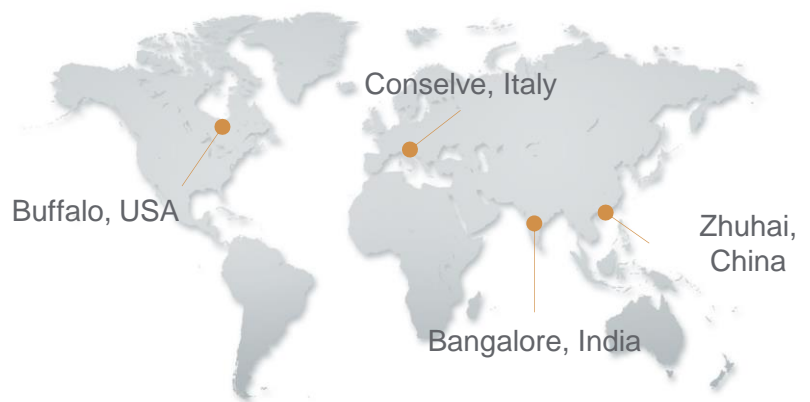 Conselve, Italy
Buffalo, USA
Zhuhai,
China
Bangalore, India